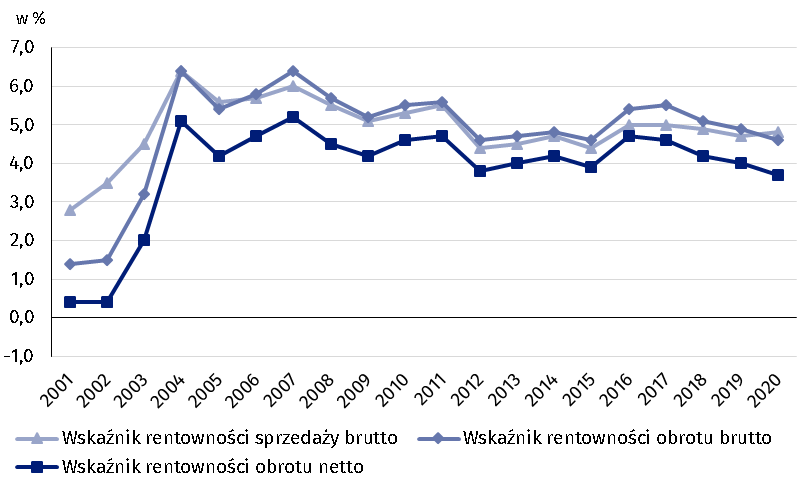 w %
7,0
6,0
5,0
4,0
3,0
2,0
1,0
0,0
-1,0
2001 2002 2003 2004 2005 2006 2007 2008 2009 2010 2011 2012 2013 2014 2015 2016 2017 2018 2019 2020
Wskaźnik rentowności sprzedaży brutto Wskaźnik rentowności obrotu brutto
Wskaźnik rentowności obrotu netto